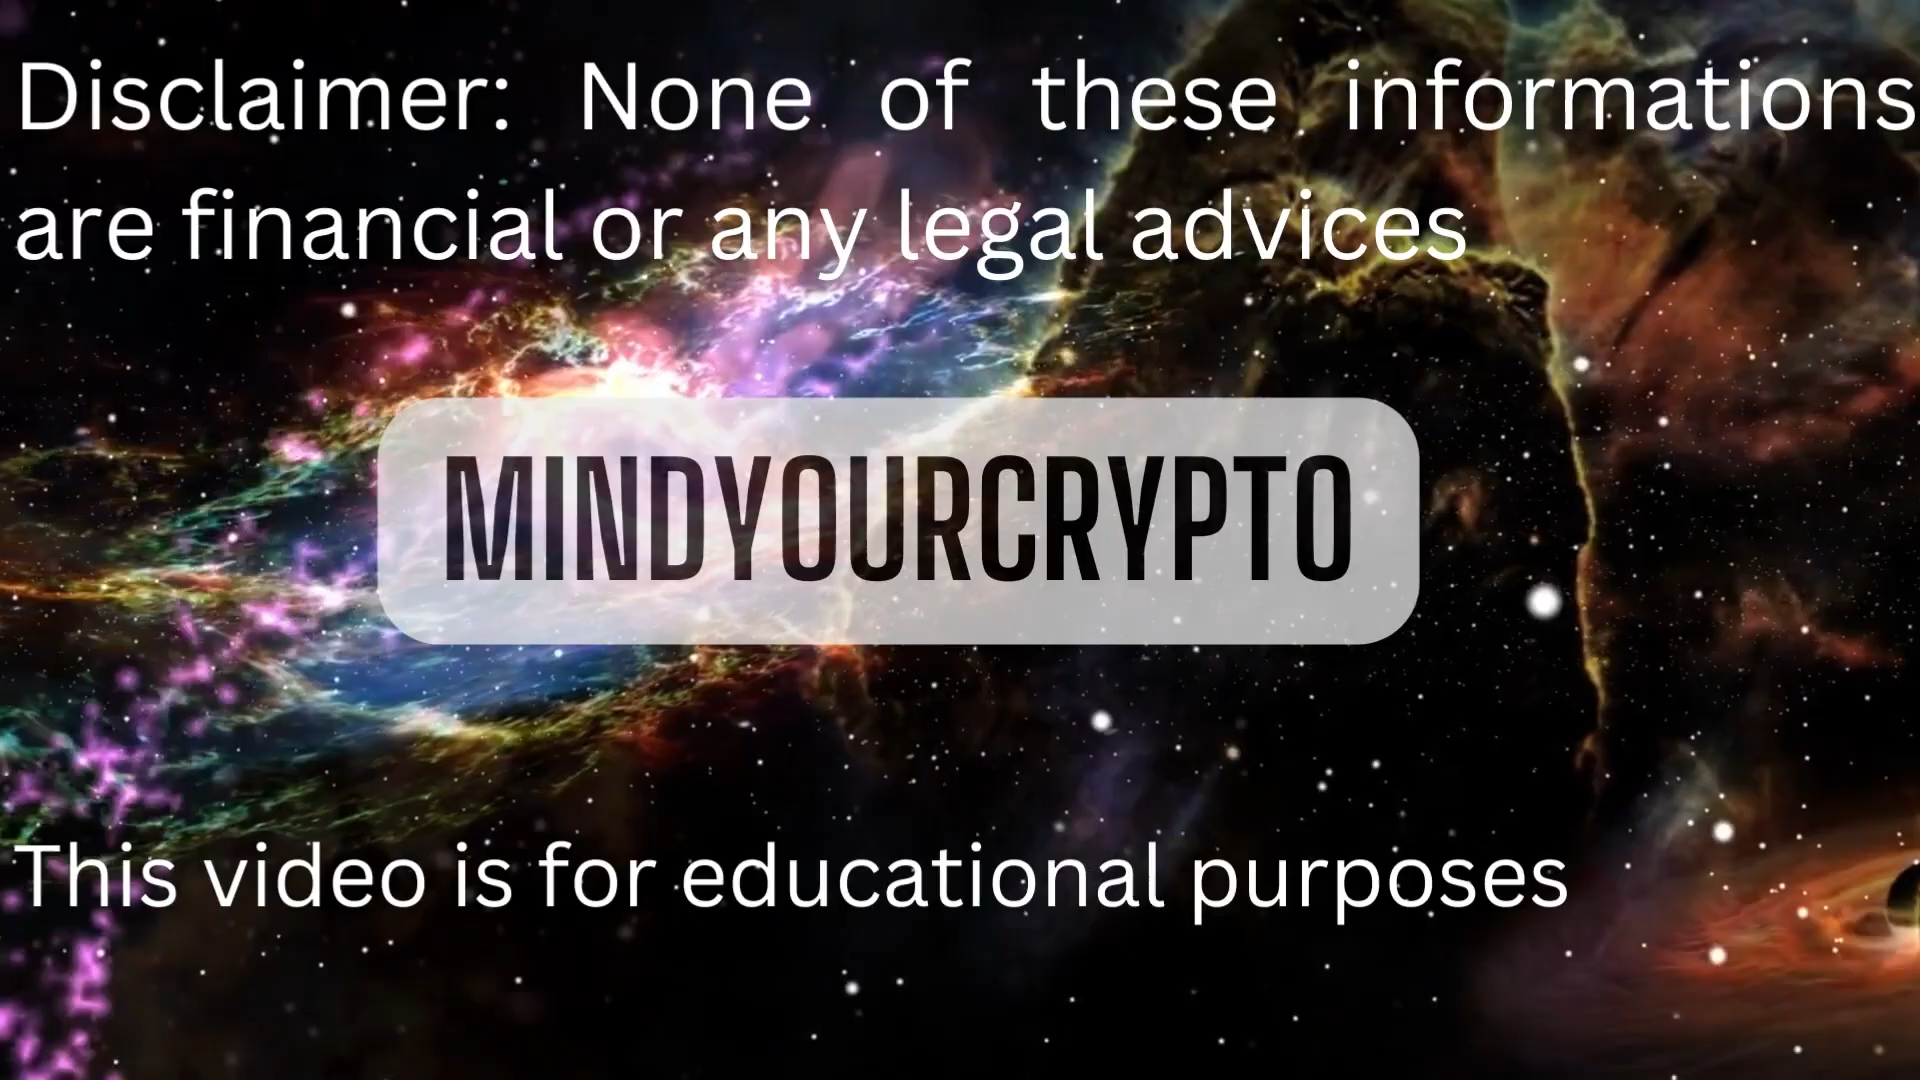 Disclaimer: None of these informations
are financial or any legal advices
MINDYOURCRYPTO
This video is for educational purposes